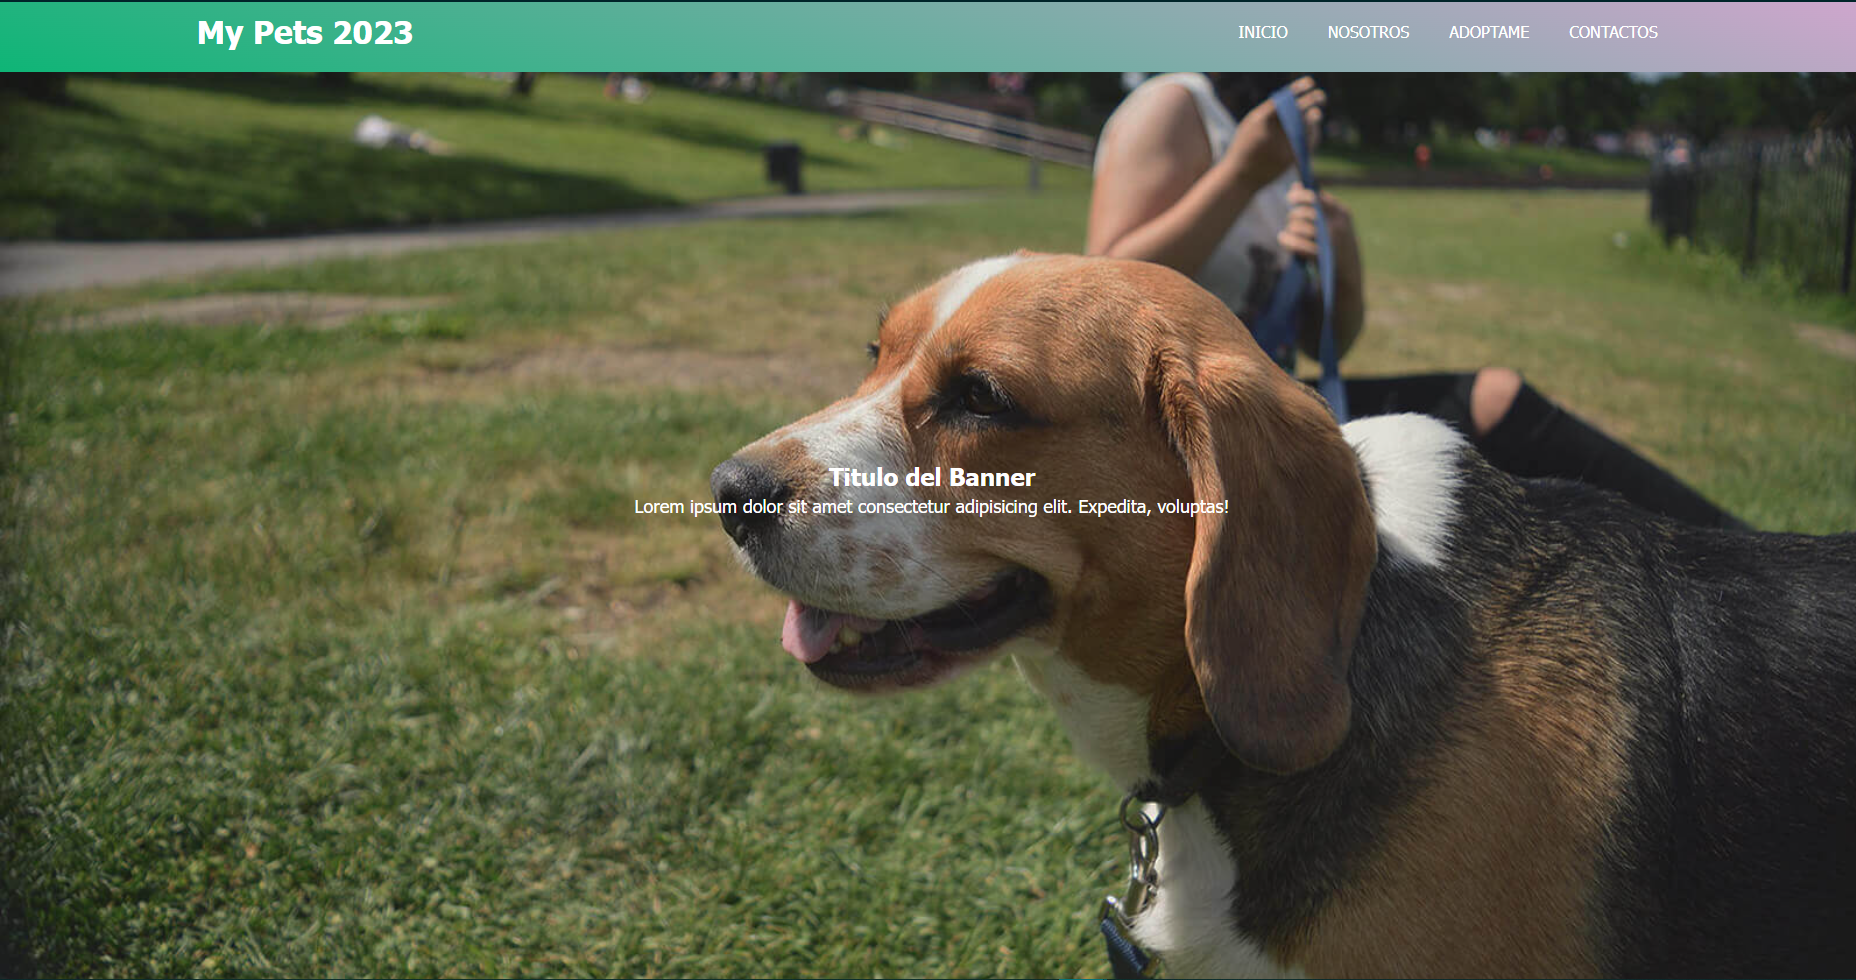 My Pets 2023
INICIO NOSOTROS ADOPTAME CONTACTOS
Titulo del Banner
Lorem ipsum dolor sit amet consectetur adipisicing elit. Expedita, voluptas!